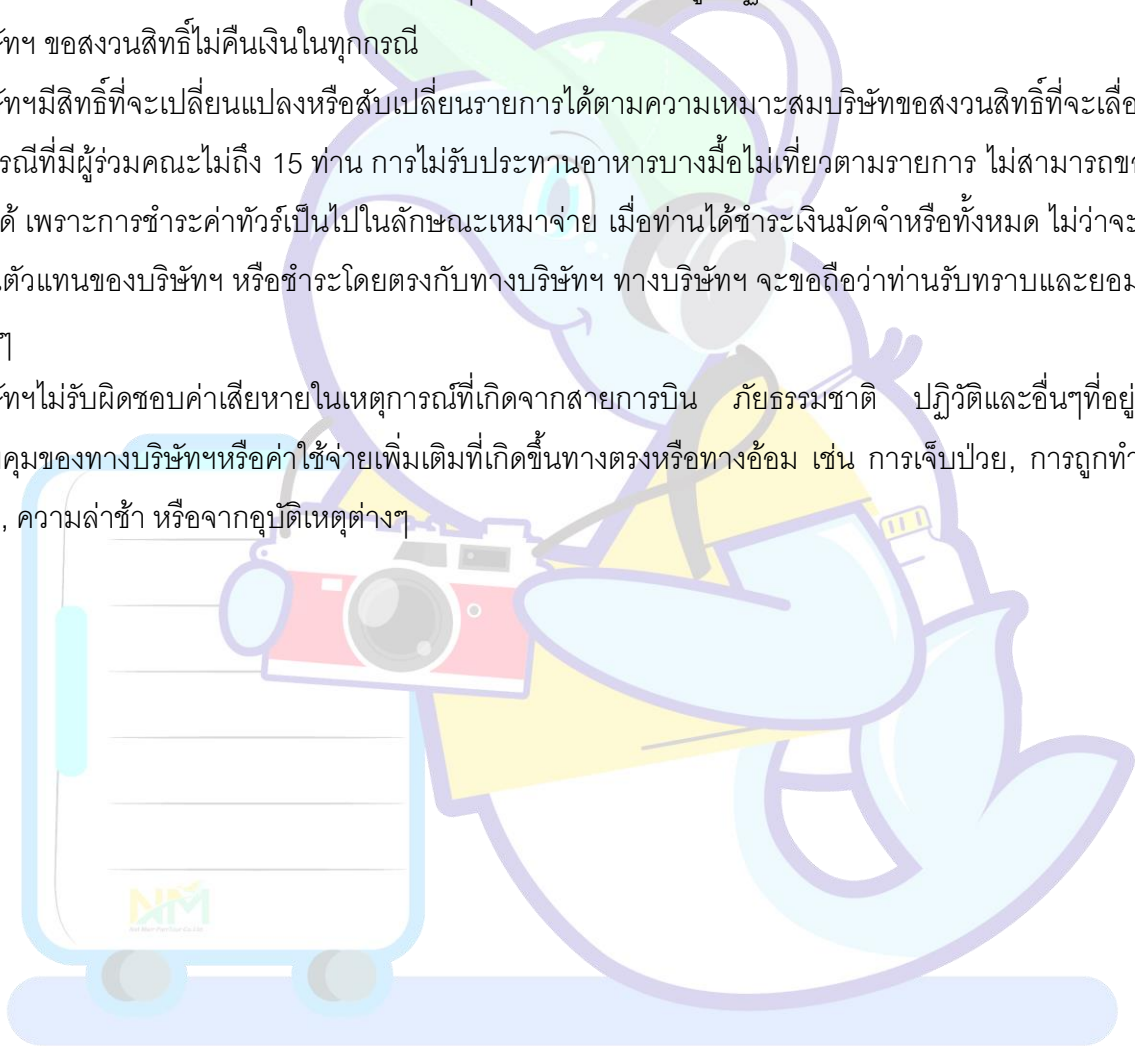 ษัทฯ ขอสงวนสิทธิ์ไม่คืนเงินในทุกกรณี
ษัทฯมีสิทธิ์ที่จะเปลี่ยนแปลงหรือสับเปลี่ยนรายการได้ตามความเหมาะสมบริษัทขอสงวนสิทธิ์ที่จะเลื่อ
รณีที่มีผู้ร่วมคณะไม่ถึง 15 ท่าน การไม่รับประทานอาหารบางมื้อไม่เที่ยวตามรายการ ไม่สามารถข
ด้ เพราะการชำระค่าทัวร์เป็นไปในลักษณะเหมาจ่าย เมื่อท่านได้ชำระเงินมัดจำหรือทั้งหมด ไม่ว่าจะ
ตัวแทนของบริษัทฯ หรือชำระโดยตรงกับทางบริษัทฯ ทางบริษัทฯ จะขอถือว่าท่านรับทราบและยอม
ๆ
ษัทฯไม่รับผิดชอบค่าเสียหายในเหตุการณ์ที่เกิดจากสายการบิน ภัยธรรมชาติ ปฏิวัติและอื่นๆที่อยู่
คุมของทางบริษัทฯหรือค่าใช้จ่ายเพิ่มเติมที่เกิดขึ้นทางตรงหรือทางอ้อม เช่น การเจ็บป่วย, การถูกทำ
, ความล่าช้า หรือจากอุบัติเหตุต่างๆ
NM